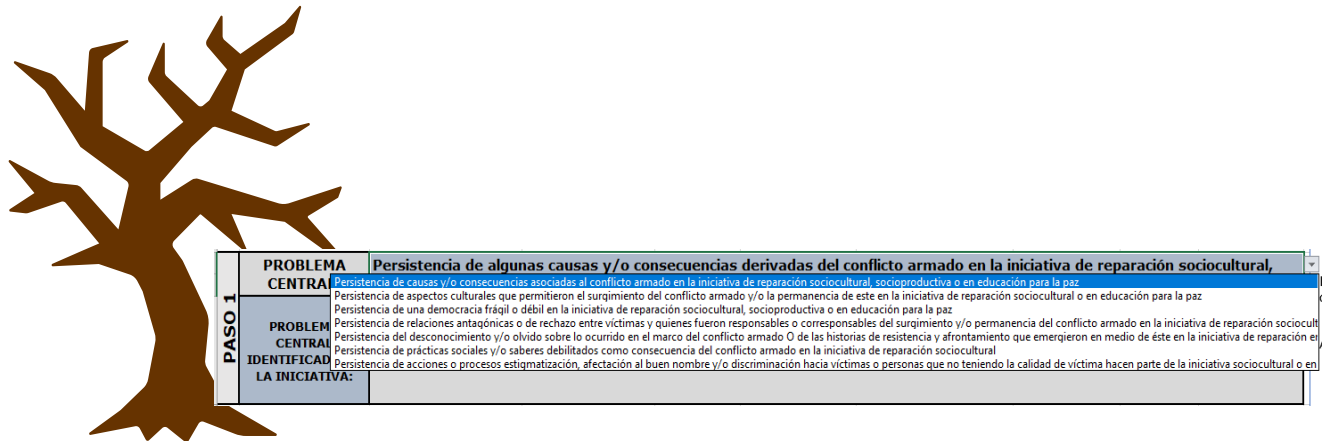 PASO 1
PROBLEMA
CENTRA
Persistencia de algunas causas y/o consecuencias derivadas del conflicto armado en la iniciativa de reparación sociocultural,
Persistencia de causas y/o consecuencias asociadas al conflicto armado en la iniciativa de reparación sociocultural, socioproductiva o en educación para la paz
Persistencia de aspectos culturales que permitieron el surgimiento del conflicto armado y/o la permanencia de este en la iniciativa de reparación sociocultural o en educación para la paz
Persistencia de una democracia frágil o débil en la iniciativa de reparación sociocultural, socioproductiva o en educación para la paz
Persistencia de relaciones antagónicas o de rechazo entre víctimas y quienes fueron responsables o corresponsables del surgimiento y/o permanencia del conflicto armado en la iniciativa de reparación sociocult
Persistencia del desconocimiento y/o olvido sobre lo ocurrido en el marco del conflicto armado O de las historias de resistencia y afrontamiento que emergieron en medio de éste en la iniciativa de reparación
Persistencia de prácticas sociales y/o saberes debilitados como consecuencia del conflicto armado en la iniciativa de reparación sociocultural
Persistencia de acciones o procesos estigmatización, afectación al buen nombre y/o discriminación hacia víctimas o personas que no teniendo la calidad de víctima hacen parte de la iniciativa sociocultural o en
PROBLEM
CENTRAL
IDENTIFICAD
LA INICIATIVA: